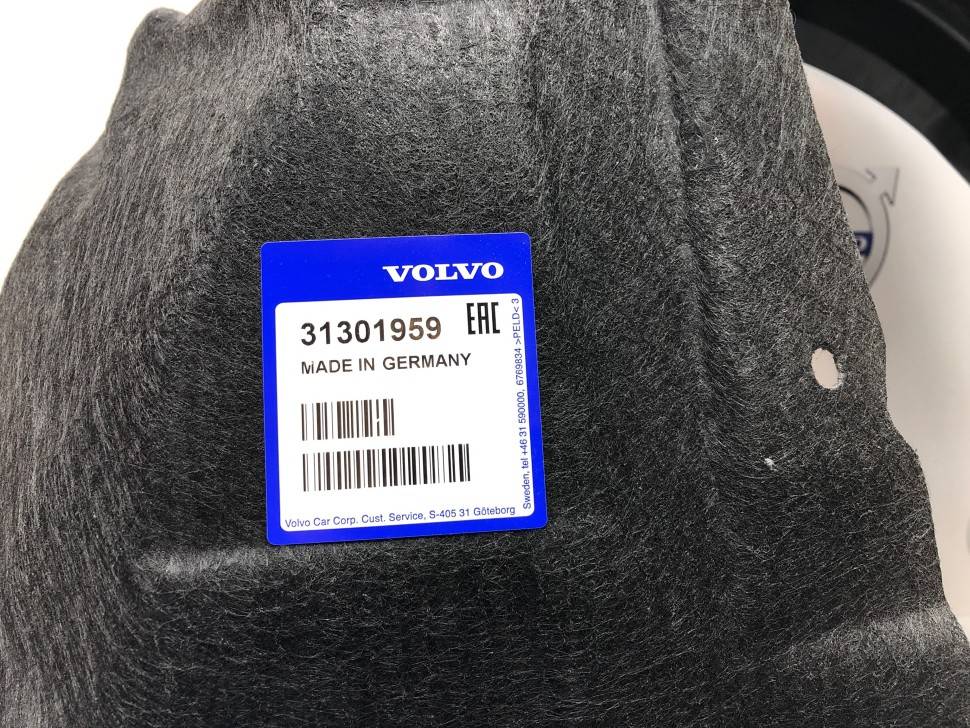 VOLVO
31301959 EAC
MADE IN GERMANY
Volvo Car Corp. Cust. Service, S-405 31 Göteborg
Sweden, tel +46 31 590000, 6769834 >PELD< 3